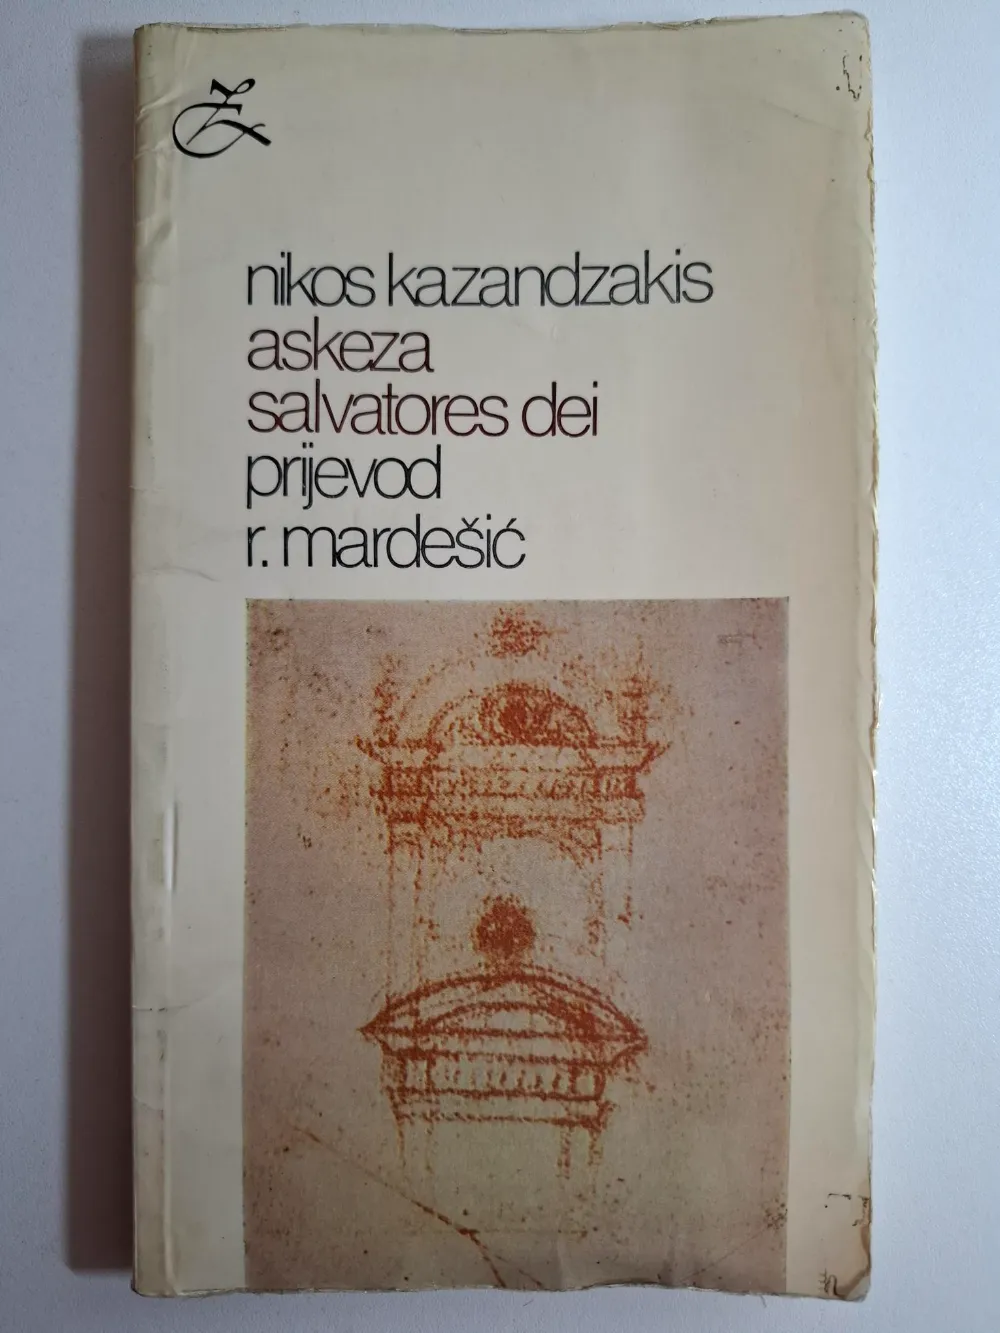 nikos kazandzakis
askeza
salvatores dei
prijevod
r. mardešić